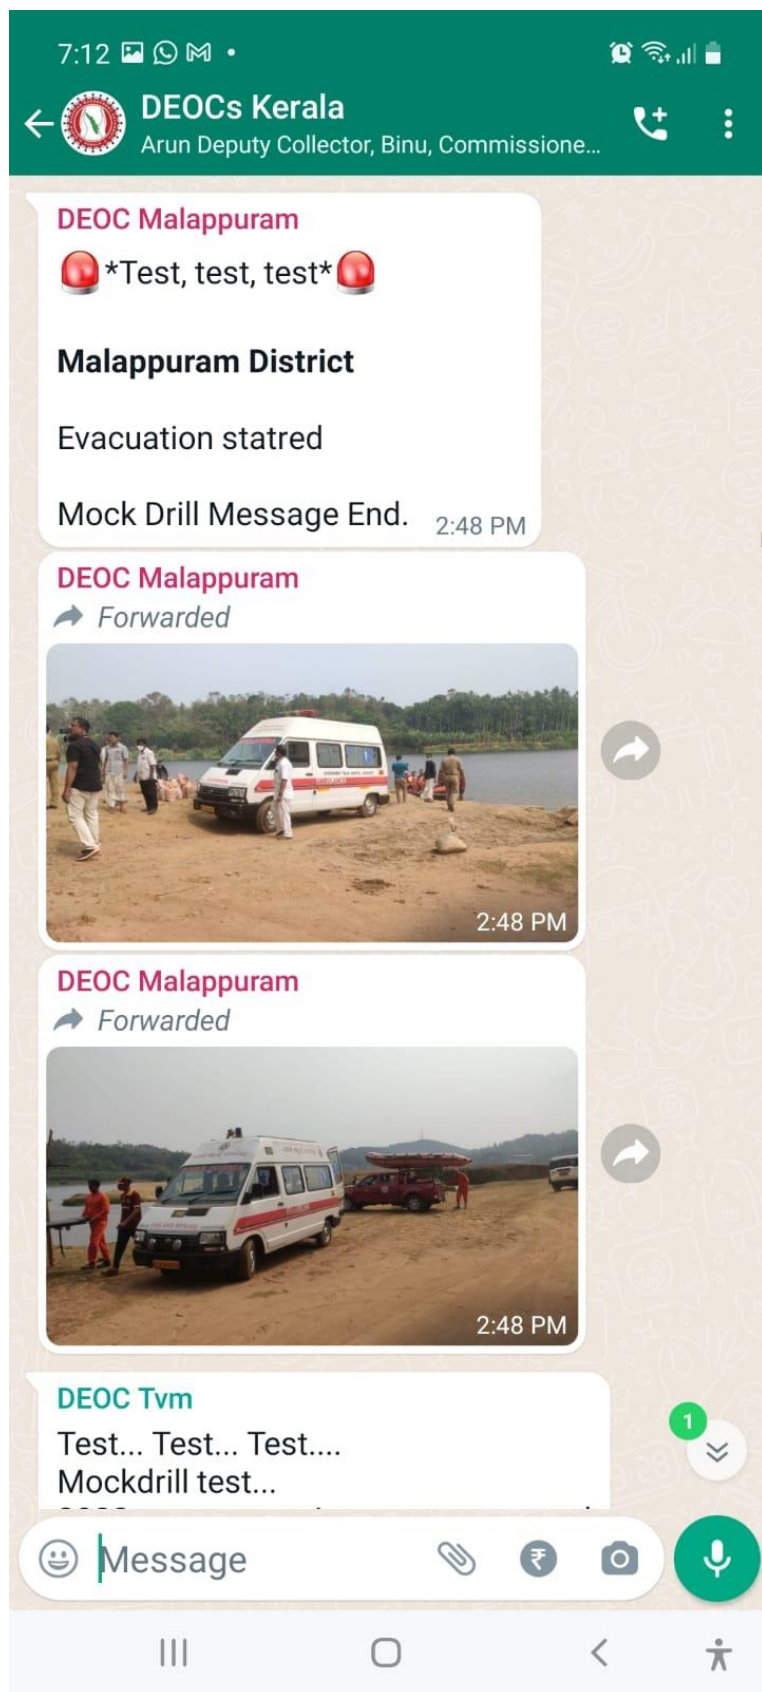 7:12
DEOCs Kerala
Arun Deputy Collector, Binu, Commissione...
DEOC Malappuram
*Test, test, test*
Malappuram District
Evacuation statred
Mock Drill Message End. 2:48 PM
DEOC Malappuram
Forwarded
2:48 PM
DEOC Malappuram
Forwarded
2:48 PM
DEOC Tvm
Test... Test... Test....
1
Mockdrill test...
Message